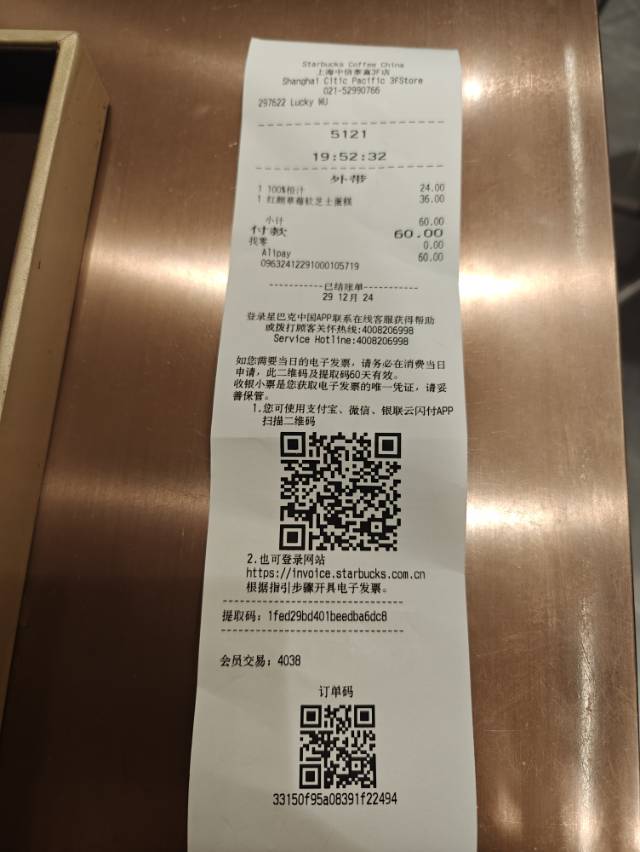 Starbucks Coffee China
上海中信泰富3F店
Shanghai Citic Pacific 3FStore
021-52990766
297622 Lucky WU
5121
19:52:32
外带
1 100%橙汁 24.00
1 红颜草莓软芝士蛋糕 36.00
小计 60.00
付款 60.00
找零 0.00
Alipay 60.00
09632412291000105719
-----------已结账单-----------
29 12月 24
登录星巴克中国APP联系在线客服获得帮助
或拨打顾客关怀热线:4008206998
Service Hotline:4008206998
如您需要当日的电子发票，请务必在消费当日
申请，此二维码及提取码60天有效。
收银小票是您获取电子发票的唯一凭证，请妥
善保管。
1.您可使用支付宝、微信、银联云闪付APP
扫描二维码
2.也可登录网站
https://invoice.starbucks.com.cn
根据指引步骤开具电子发票。
提取码：1fed29bd401beedba6dc8
会员交易：4038
订单码
33150f95a08391f22494